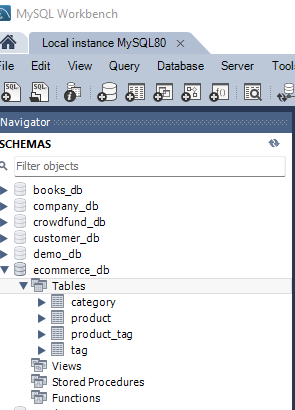 MySQL Workbench
Local instance MySQL80 ×
File Edit View Query Database Server Tools
Navigator
SCHEMAS
Filter objects
books_db
company_db
crowdfund_db
customer_db
demo_db
ecommerce_db
Tables
category
product
product_tag
tag
Views
Stored Procedures
Functions